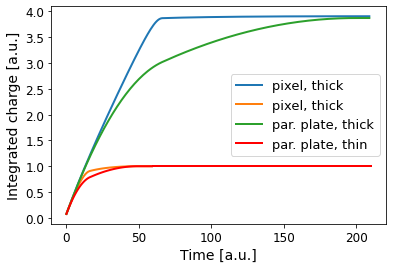 4.0
3.5
3.0
2.5
2.0
1.5
1.0
0.5
0.0
Integrated charge [a.u.]
pixel, thick
pixel, thick
par. plate, thick
par. plate, thin
0 50 100 150 200
Time [a.u.]